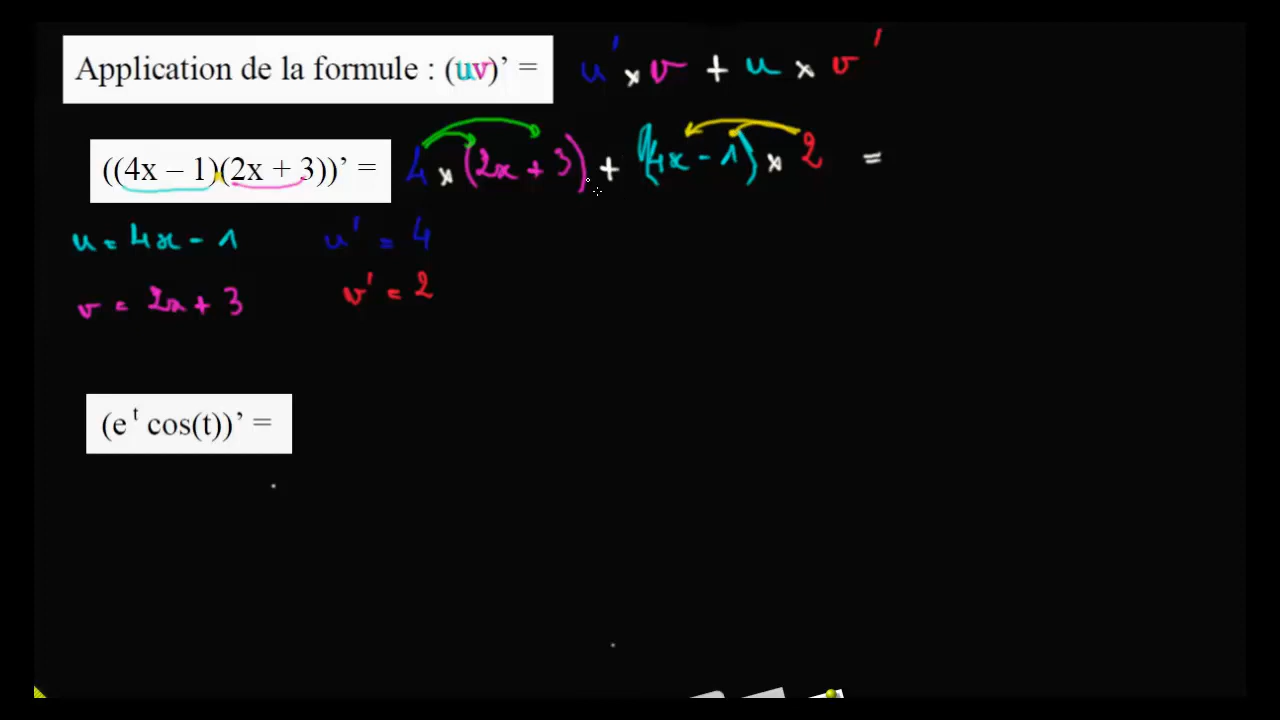 Application de la formule : (uv)’ = u' × v + u × v'
((4x – 1)(2x + 3))’ = 4 × (2x + 3) + (4x - 1) × 2 =
u = 4x - 1 u' = 4
v = 2x + 3 v' = 2
(e^t cos(t))’ =